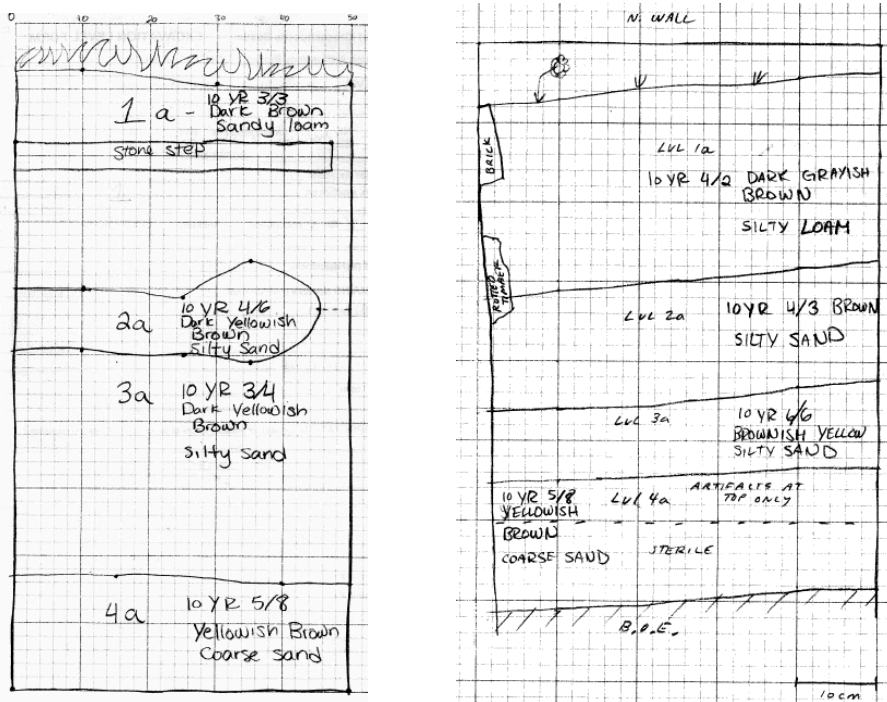 0 10 20 30 40 50
1a - 10 YR 3/3
Dark Brown
Sandy loam
Stone step
2a
10 YR 4/6
Dark Yellowish
Brown
Silty Sand
3a
10 YR 3/4
Dark Yellowish
Brown
Silty sand
4a
10 YR 5/8
Yellowish Brown
Coarse sand
N. WALL
BRICK
LVL 1a
10 YR 4/2 DARK GRAYISH
BROWN
SILTY LOAM
ROTTED
TIMBER
LVL 2a
10YR 4/3 BROWN
SILTY SAND
LVL 3a
10 YR 6/6
BROWNISH YELLOW
SILTY SAND
10 YR 5/8
YELLOWISH
BROWN
COARSE SAND
LVL 4a
ARTIFACTS AT
TOP ONLY
STERILE
B.O.E.
10cm